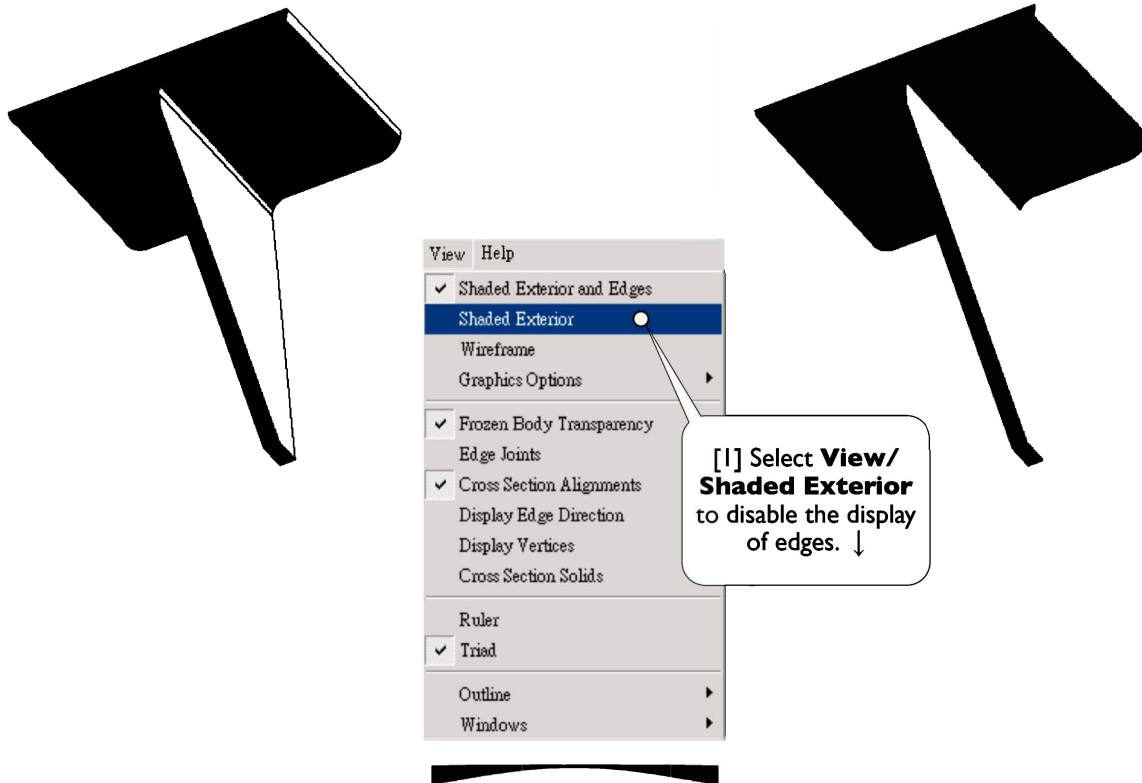 View Help
Shaded Exterior and Edges
Shaded Exterior
Wireframe
Graphics Options
Frozen Body Transparency
Edge Joints
Cross Section Alignments
Display Edge Direction
Display Vertices
Cross Section Solids
Ruler
Triad
Outline
Windows
[1] Select View/
Shaded Exterior
to disable the display
of edges. ↓